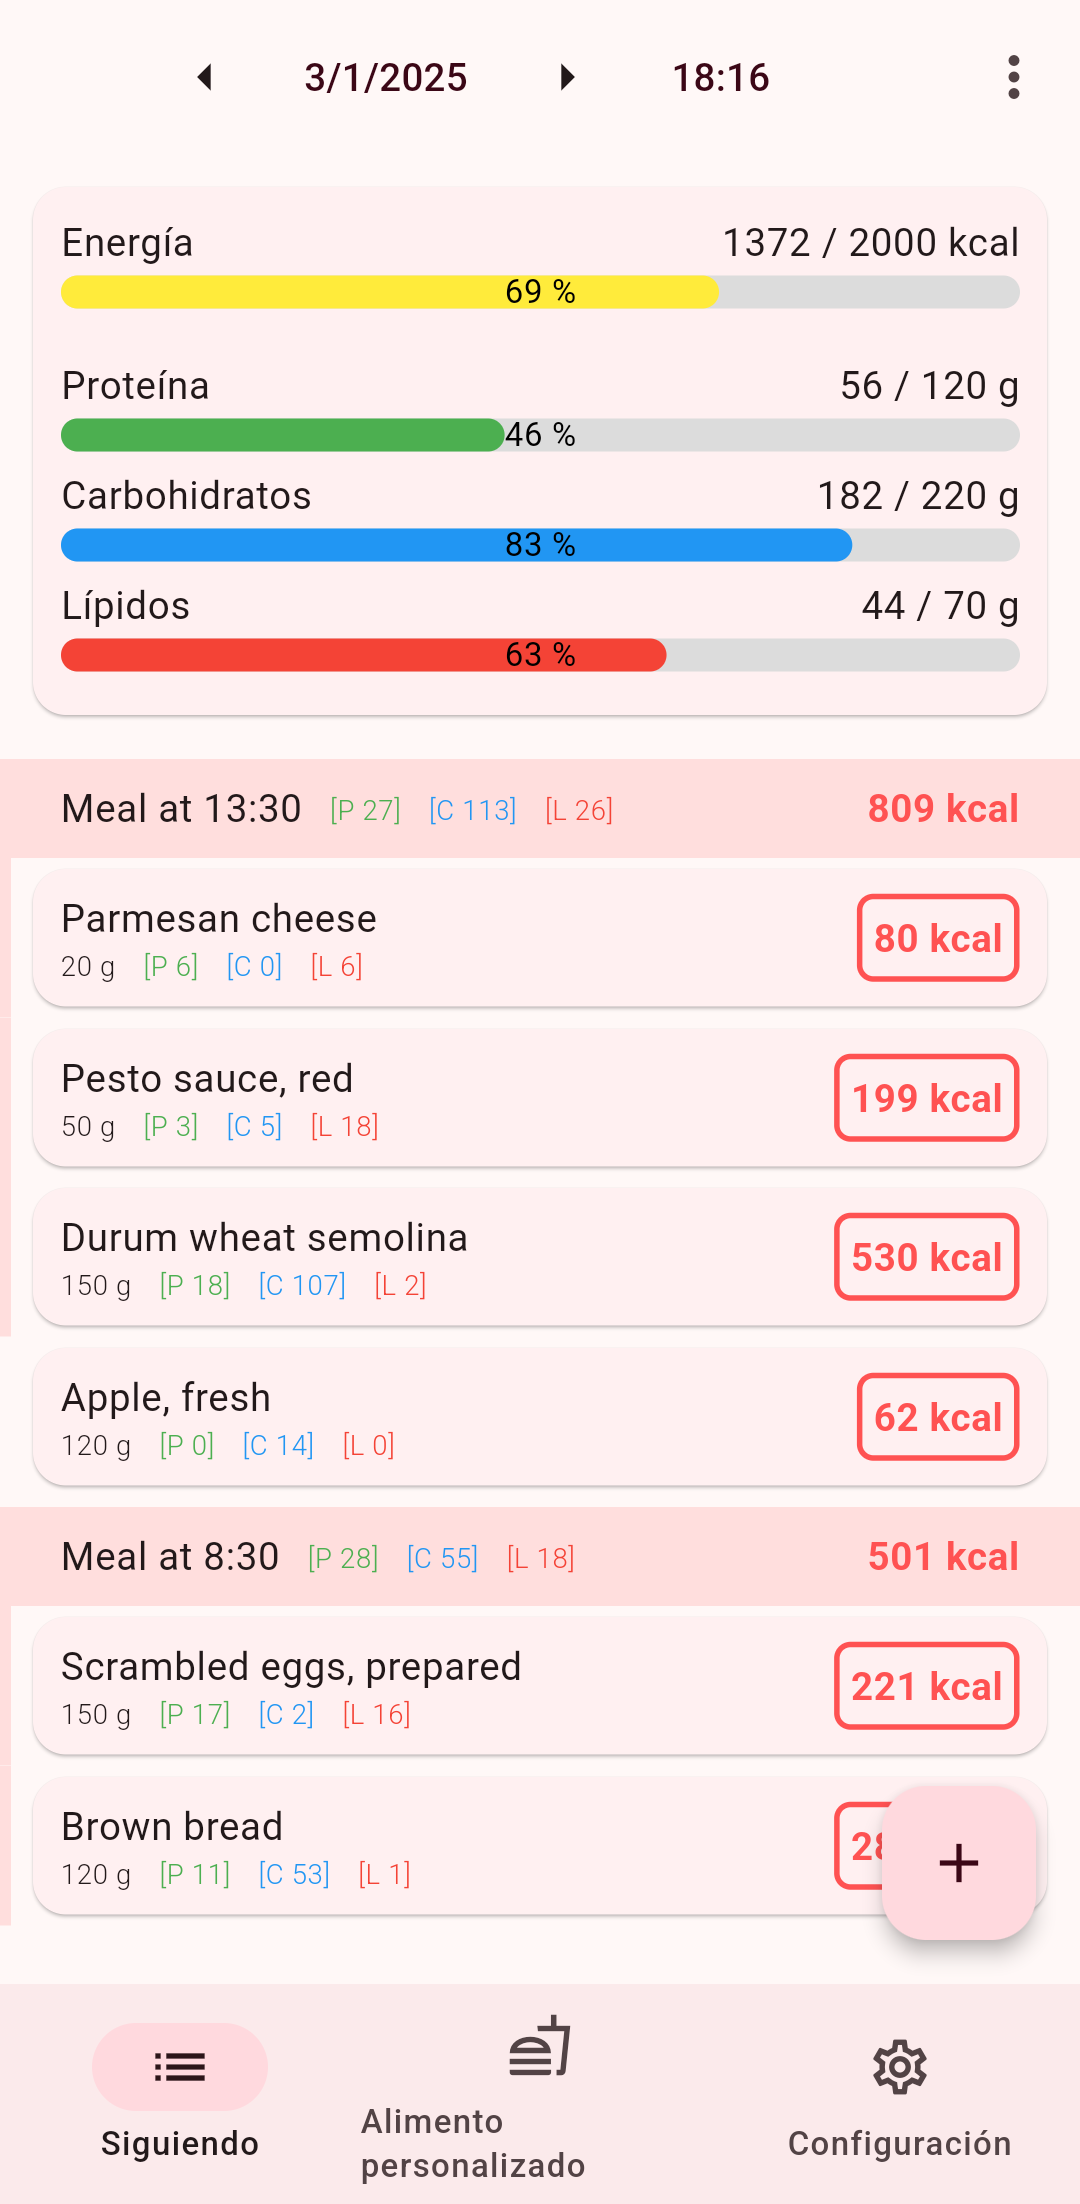 3/1/2025 18:16
Energía 1372 / 2000 kcal
69 %
Proteína 56 / 120 g
46 %
Carbohidratos 182 / 220 g
83 %
Lípidos 44 / 70 g
63 %
Meal at 13:30 [P 27] [C 113] [L 26] 809 kcal
Parmesan cheese
20 g [P 6] [C 0] [L 6]
80 kcal
Pesto sauce, red
50 g [P 3] [C 5] [L 18]
199 kcal
Durum wheat semolina
150 g [P 18] [C 107] [L 2]
530 kcal
Apple, fresh
120 g [P 0] [C 14] [L 0]
62 kcal
Meal at 8:30 [P 28] [C 55] [L 18] 501 kcal
Scrambled eggs, prepared
150 g [P 17] [C 2] [L 16]
221 kcal
Brown bread
120 g [P 11] [C 53] [L 1]
Siguiendo
Alimento
personalizado
Configuración